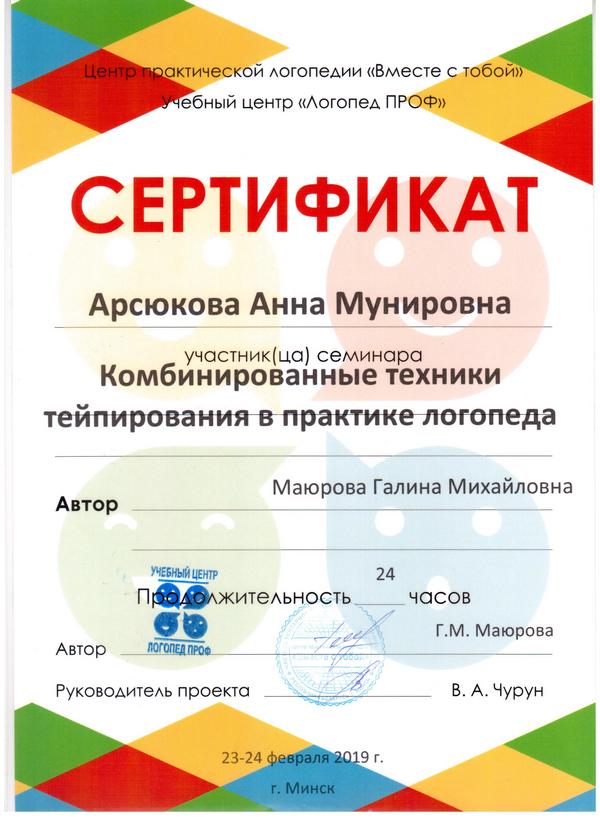 Центр практической логопедии «Вместе с тобой»
Учебный центр «Логопед ПРОФ»
СЕРТИФИКАТ
Арсюкова Анна Мунировна
участник(ца) семинара
Комбинированные техники
тейпирования в практике логопеда
Маюрова Галина Михайловна
Автор
УЧЕБНЫЙ ЦЕНТР
24
Продолжительность часов
Г.М. Маюрова
Автор
ЛОГОПЕД ПРОФ
Руководитель проекта В. А. Чурун
23-24 февраля 2019 г.
г. Минск